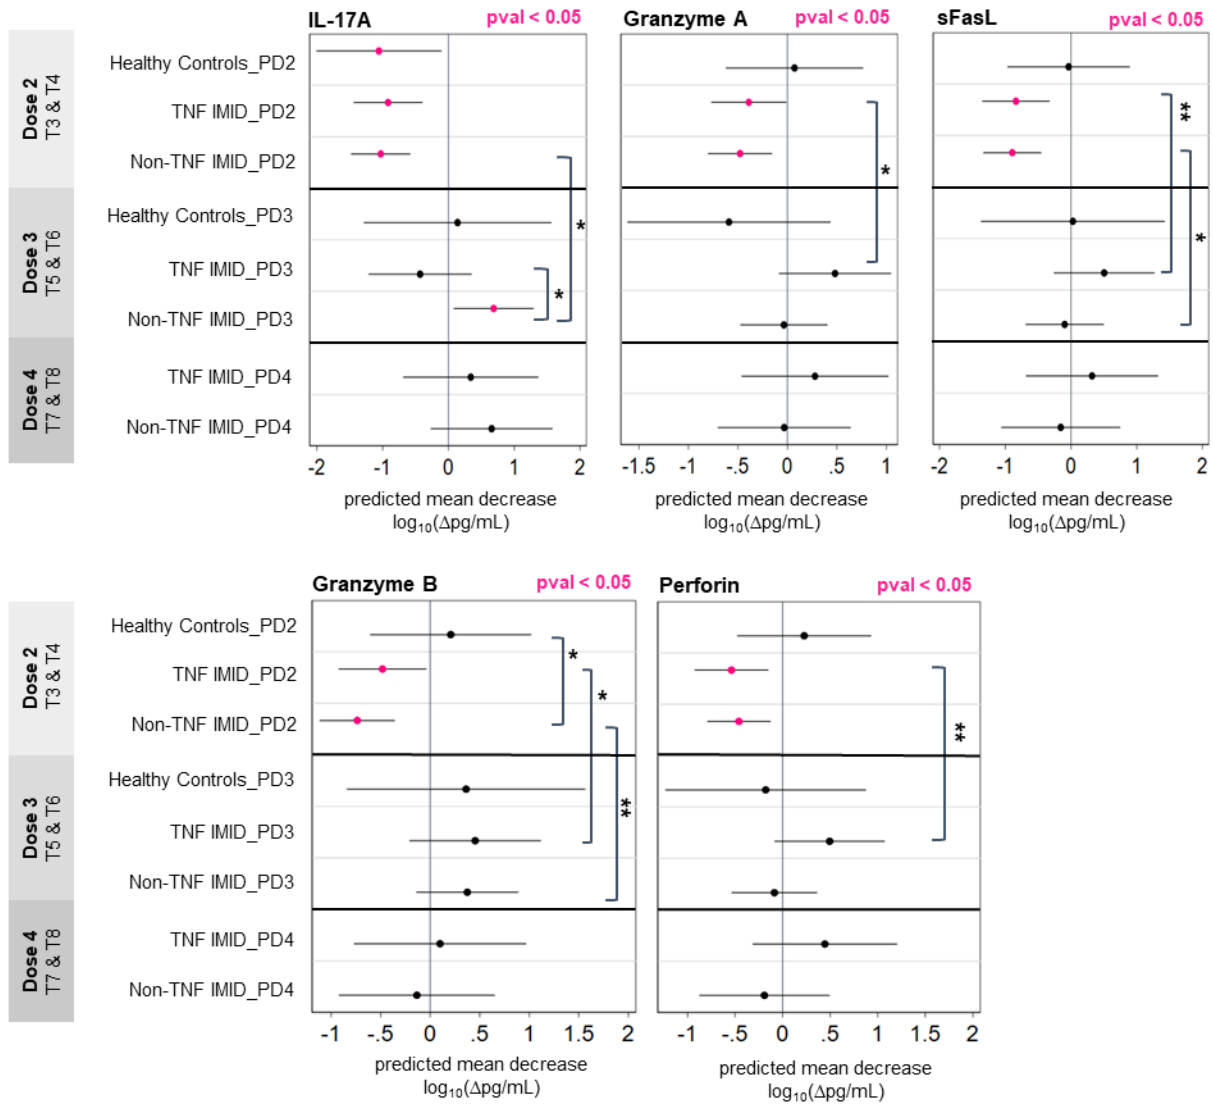 IL-17A
pval < 0.05
Granzyme A
pval < 0.05
sFasL
pval < 0.05
Dose 2
T3 & T4
Healthy Controls_PD2
TNF IMID_PD2
Non-TNF IMID_PD2
Dose 3
T5 & T6
Healthy Controls_PD3
TNF IMID_PD3
Non-TNF IMID_PD3
Dose 4
T7 & T8
TNF IMID_PD4
Non-TNF IMID_PD4
*
*
*
**
*
-2 -1 0 1 2
-1.5 -1 -.5 0 .5 1
-2 -1 0 1 2
predicted mean decrease
log₁₀(Δpg/mL)
predicted mean decrease
log₁₀(Δpg/mL)
predicted mean decrease
log₁₀(Δpg/mL)
Granzyme B
pval < 0.05
Perforin
pval < 0.05
Dose 2
T3 & T4
Healthy Controls_PD2
TNF IMID_PD2
Non-TNF IMID_PD2
Dose 3
T5 & T6
Healthy Controls_PD3
TNF IMID_PD3
Non-TNF IMID_PD3
Dose 4
T7 & T8
TNF IMID_PD4
Non-TNF IMID_PD4
*
*
**
**
-1 -.5 0 .5 1 1.5 2
-1 -.5 0 .5 1 1.5 2
predicted mean decrease
log₁₀(Δpg/mL)
predicted mean decrease
log₁₀(Δpg/mL)